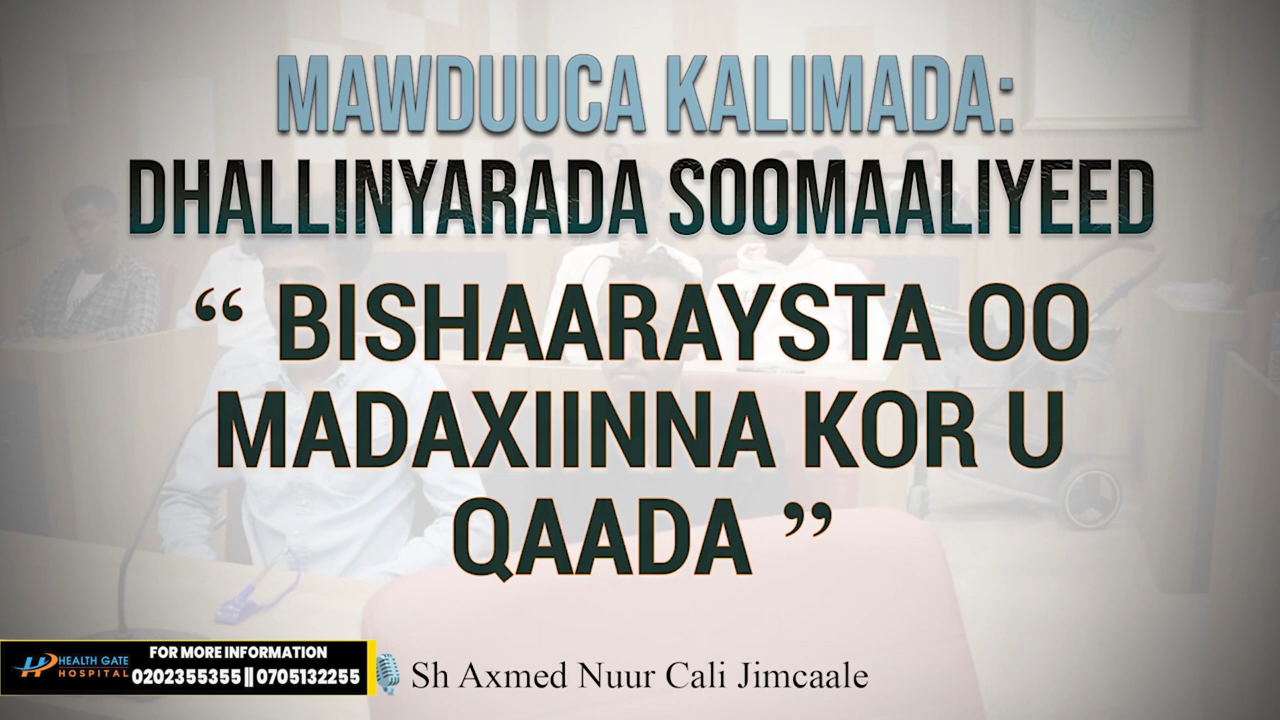 MAWDUUCA KALIMADA:
DHALLINYARADA SOOMAALIYEED
“ BISHAARAYSTA OO
MADAXIINNA KOR U
QAADA ”
HEALTH GATE
HOSPITAL
FOR MORE INFORMATION
0202355355 || 0705132255
Sh Axmed Nuur Cali Jimcaale